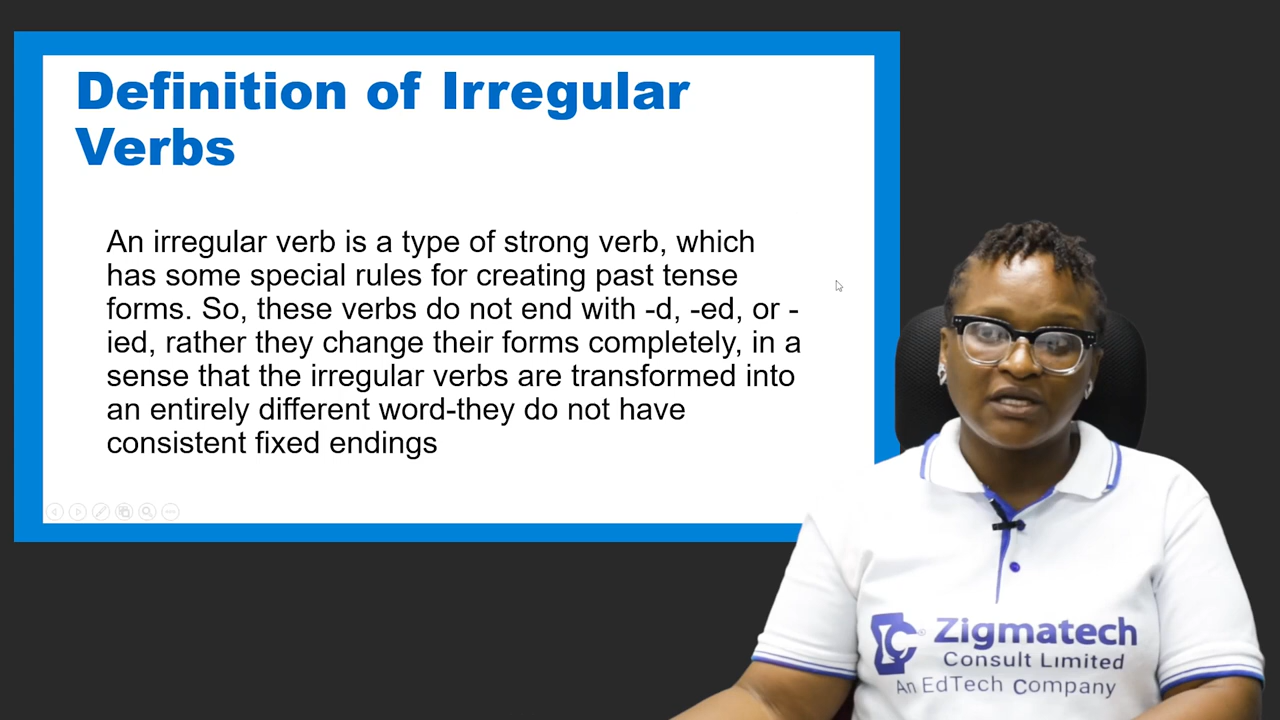 Definition of Irregular
Verbs
An irregular verb is a type of strong verb, which
has some special rules for creating past tense
forms. So, these verbs do not end with -d, -ed, or -
ied, rather they change their forms completely, in a
sense that the irregular verbs are transformed into
an entirely different word-they do not have
consistent fixed endings
Zigmatech
Consult Limited
An EdTech Company